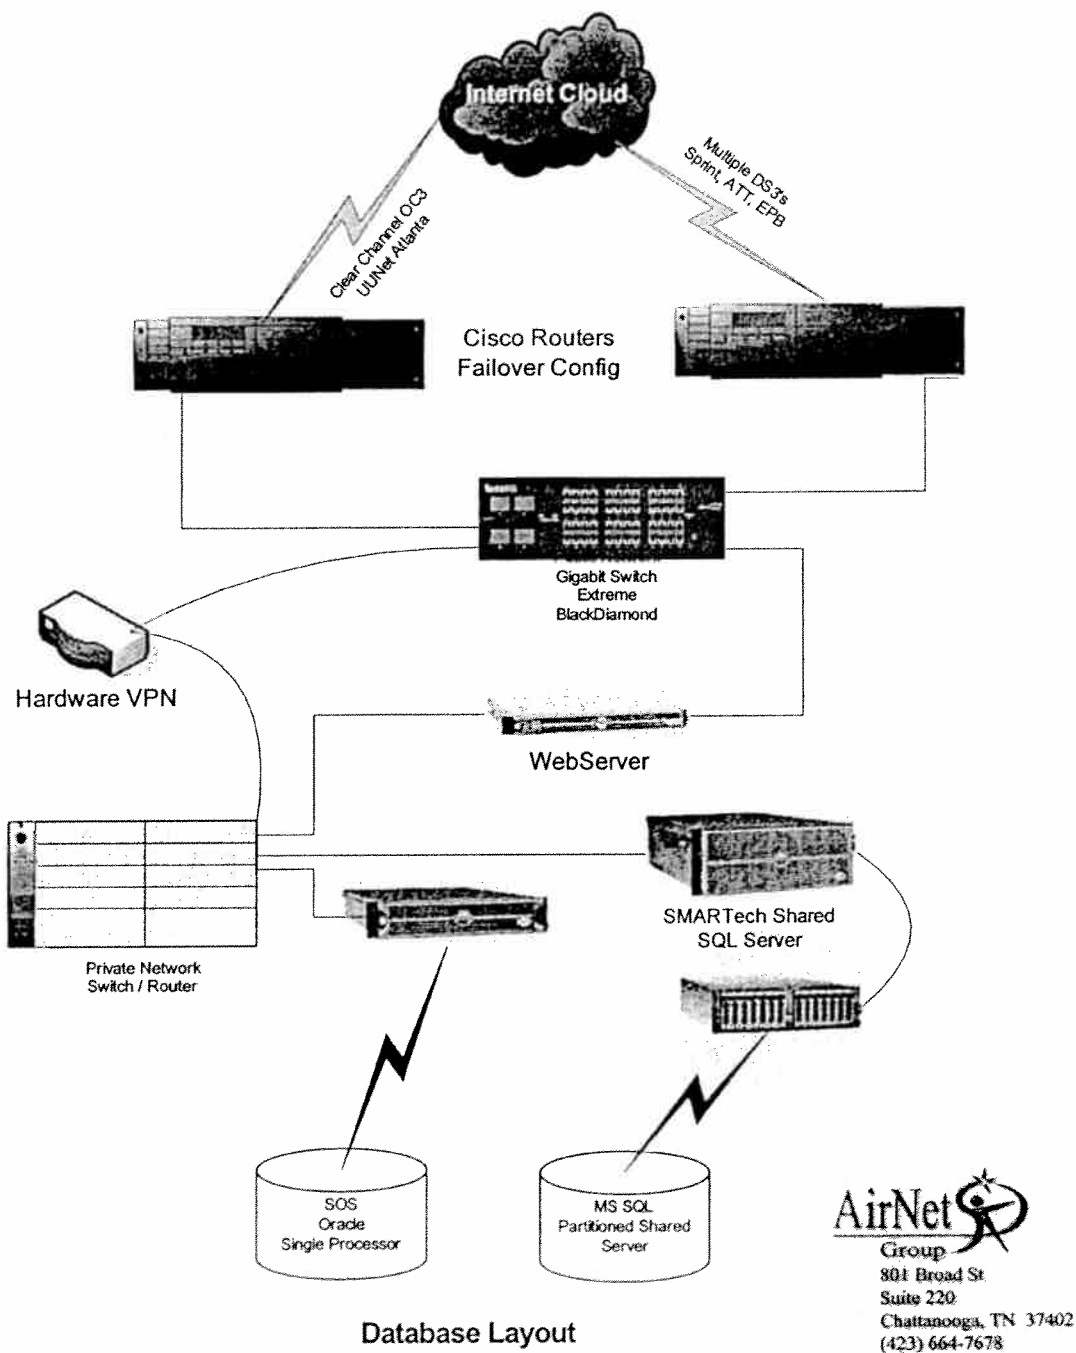 Internet Cloud
Multiple DS3's
Sprint, ATT, EPB
Clear Channel OC3
UUNet Atlanta
Cisco Routers
Failover Config
Gigabit Switch
Extreme
BlackDiamond
Hardware VPN
WebServer
SMARTech Shared
SQL Server
Private Network
Switch / Router
SOS
Oracle
Single Processor
MS SQL
Partitioned Shared
Server
AirNet
Group
801 Broad St
Suite 220
Chattanooga, TN 37402
(423) 664-7678
Database Layout